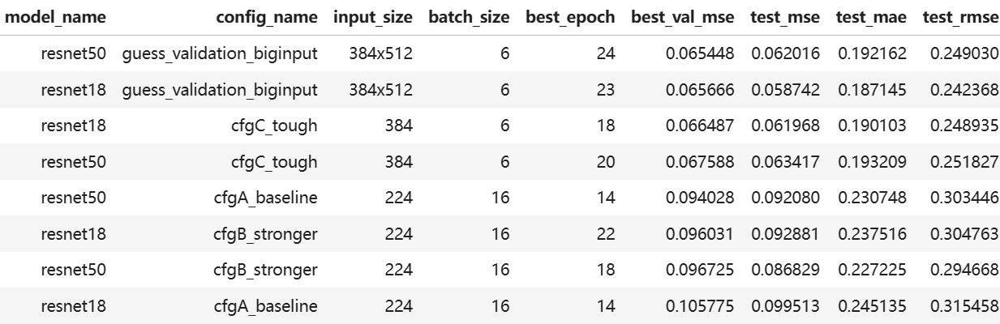 model_name config_name input_size batch_size best_epoch best_val_mse test_mse test_mae test_rmse
resnet50 guess_validation_biginput 384x512 6 24 0.065448 0.062016 0.192162 0.249030
resnet18 guess_validation_biginput 384x512 6 23 0.065666 0.058742 0.187145 0.242368
resnet18 cfgC_tough 384 6 18 0.066487 0.061968 0.190103 0.248935
resnet50 cfgC_tough 384 6 20 0.067588 0.063417 0.193209 0.251827
resnet50 cfgA_baseline 224 16 14 0.094028 0.092080 0.230748 0.303446
resnet18 cfgB_stronger 224 16 22 0.096031 0.092881 0.237516 0.304763
resnet50 cfgB_stronger 224 16 18 0.096725 0.086829 0.227225 0.294668
resnet18 cfgA_baseline 224 16 14 0.105775 0.099513 0.245135 0.315458